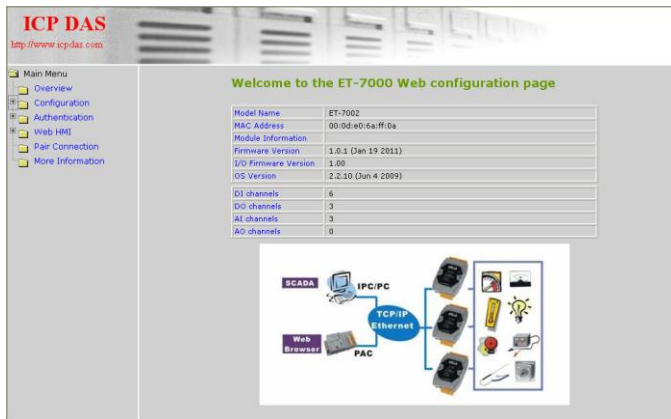 ICP DAS
http://www.icpdas.com
Main Menu
Overview
Configuration
Authentication
Web HMI
Pair Connection
More Information
Welcome to the ET-7000 Web configuration page
Model Name ET-7002
MAC Address 00:0d:e0:6a:ff:0a
Module Information
Firmware Version 1.0.1 (Jan 19 2011)
I/O Firmware Version 1.00
OS Version 2.2.10 (Jun 4 2009)
DI channels 6
DO channels 3
AI channels 3
AO channels 0
SCADA
IPC/PC
TCP/IP
Ethernet
Web
Browser
PAC